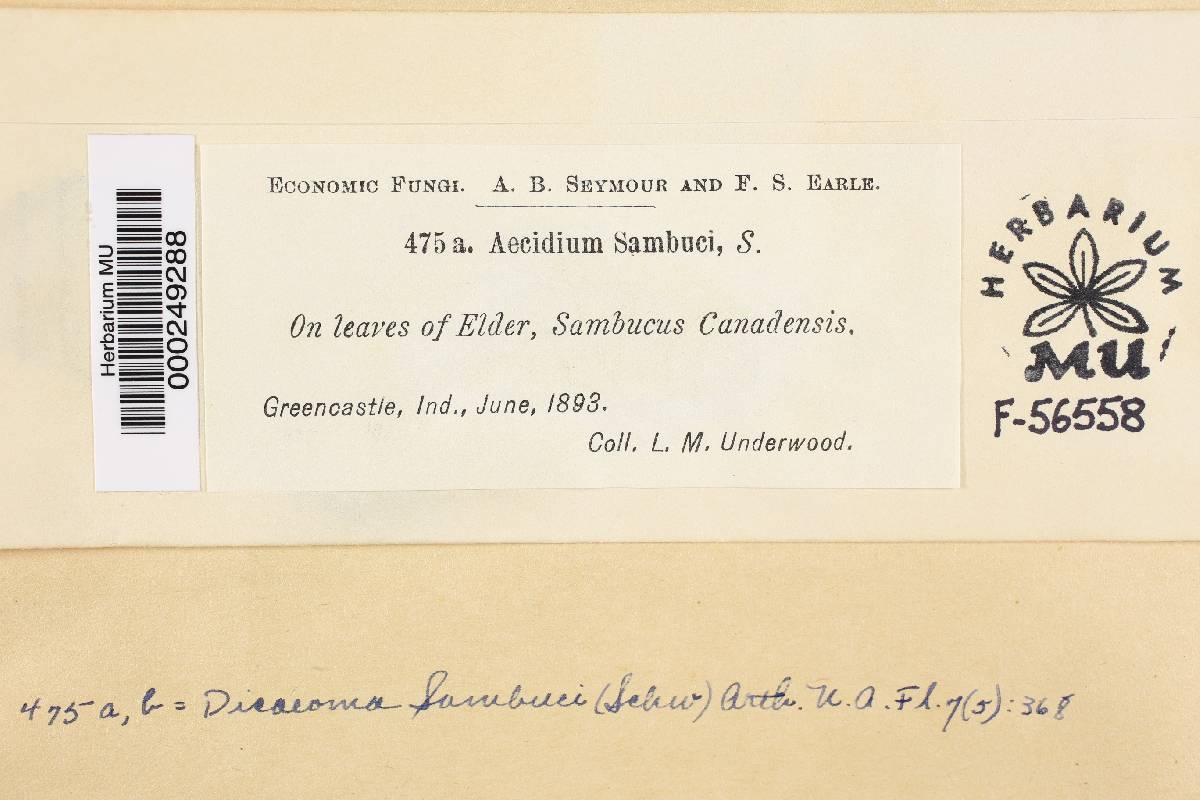 Herbarium MU
000249288
ECONOMIC FUNGI. A. B. SEYMOUR AND F. S. EARLE.
475 a. Aecidium Sambuci, S.
On leaves of Elder, Sambucus Canadensis.
Greencastle, Ind., June, 1893.
Coll. L. M. Underwood.
HERBARIUM
MU
F-56558
475 a, b = Dicaeoma Sambuci (Schw) Arth. N. A. Fl. 7(5): 368